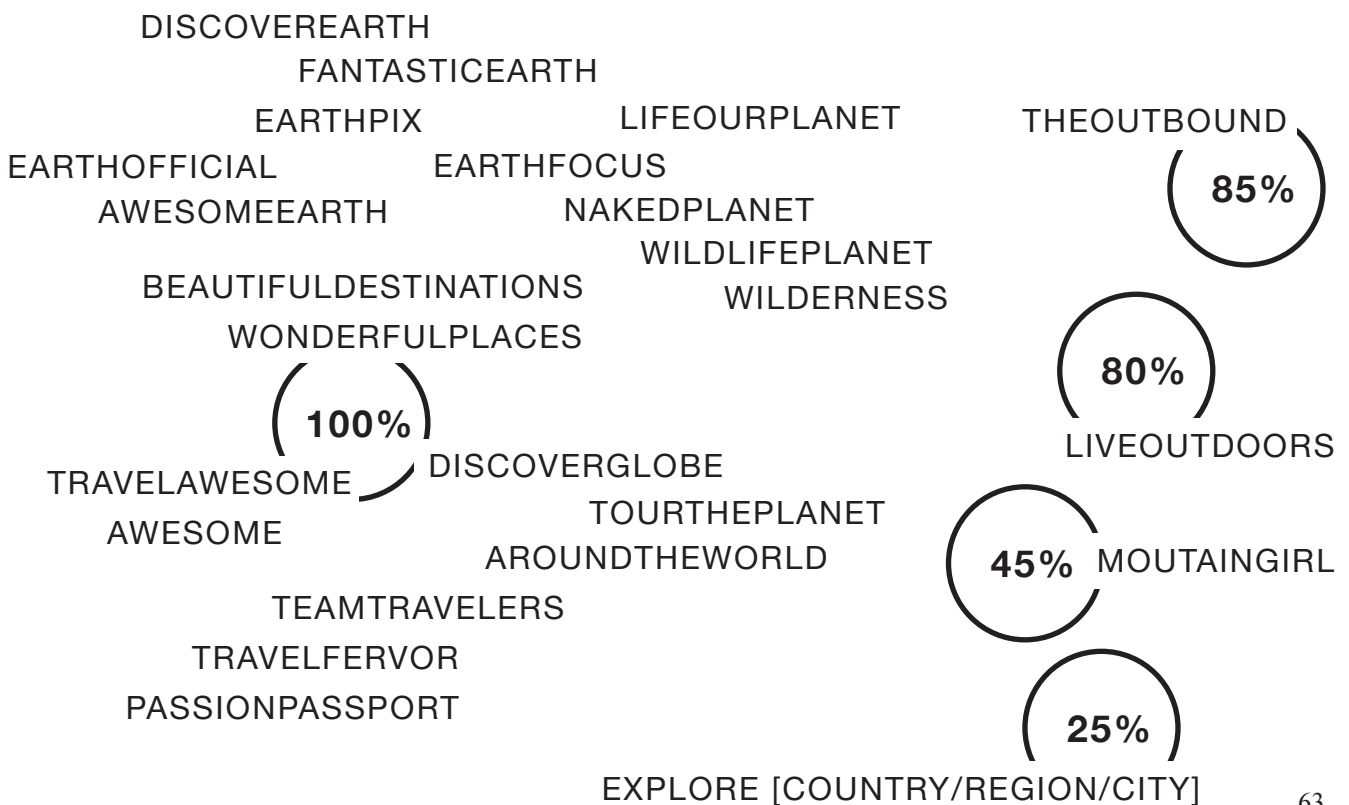 DISCOVEREARTH
FANTASTICEARTH
EARTHPIX
LIFEOURPLANET
THEOUTBOUND
EARTHOFFICIAL
EARTHFOCUS
85%
AWESOMEEARTH
NAKEDPLANET
WILDLIFEPLANET
BEAUTIFULDESTINATIONS
WILDERNESS
WONDERFULPLACES
80%
100%
LIVEOUTDOORS
DISCOVERGLOBE
TRAVELAWESOME
TOURTHEPLANET
AWESOME
AROUNDTHEWORLD
45%
MOUTAINGIRL
TEAMTRAVELERS
TRAVELFERVOR
PASSIONPASSPORT
25%
EXPLORE [COUNTRY/REGION/CITY]
63